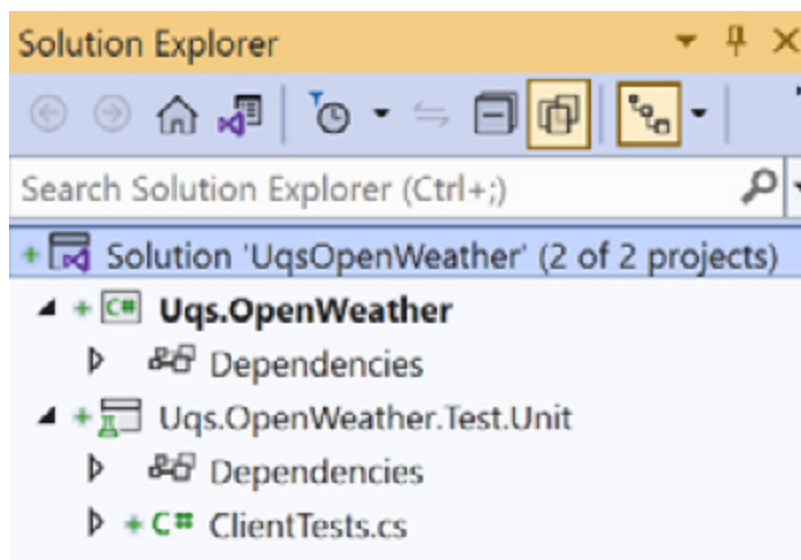 Solution Explorer
Search Solution Explorer (Ctrl+;)
Solution 'UqsOpenWeather' (2 of 2 projects)
C# Uqs.OpenWeather
Dependencies
Uqs.OpenWeather.Test.Unit
Dependencies
C# ClientTests.cs